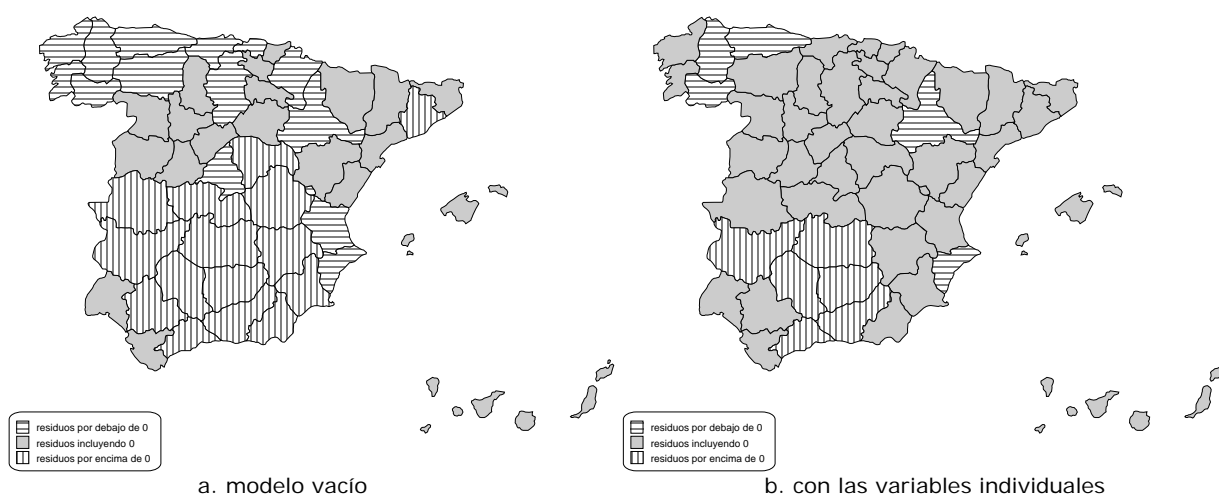 residuos por debajo de 0
residuos incluyendo 0
residuos por encima de 0
a. modelo vacío
residuos por debajo de 0
residuos incluyendo 0
residuos por encima de 0
b. con las variables individuales